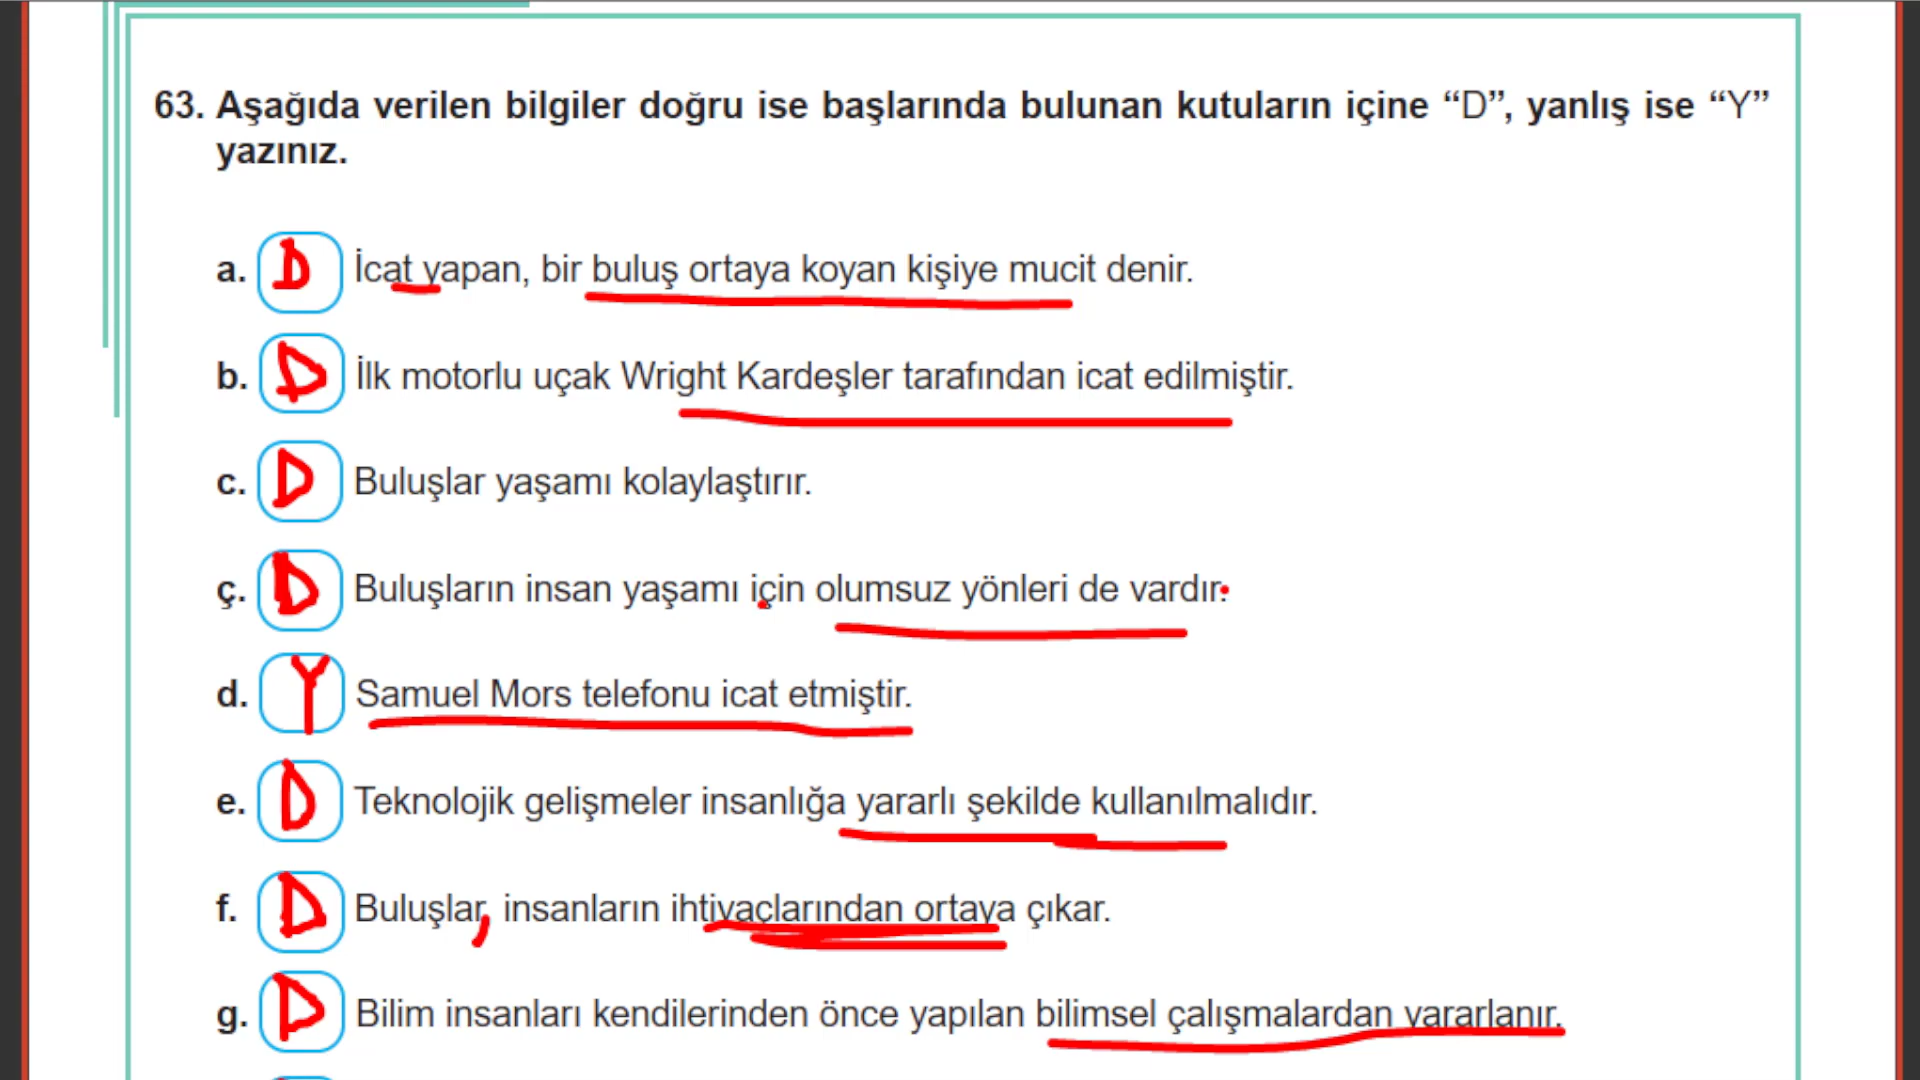 63. Aşağıda verilen bilgiler doğru ise başlarında bulunan kutuların içine “D”, yanlış ise “Y”
yazınız.
a. D İcat yapan, bir buluş ortaya koyan kişiye mucit denir.
b. D İlk motorlu uçak Wright Kardeşler tarafından icat edilmiştir.
c. D Buluşlar yaşamı kolaylaştırır.
ç. D Buluşların insan yaşamı için olumsuz yönleri de vardır.
d. Y Samuel Mors telefonu icat etmiştir.
e. D Teknolojik gelişmeler insanlığa yararlı şekilde kullanılmalıdır.
f. D Buluşlar, insanların ihtiyaçlarından ortaya çıkar.
g. D Bilim insanları kendilerinden önce yapılan bilimsel çalışmalardan yararlanır.